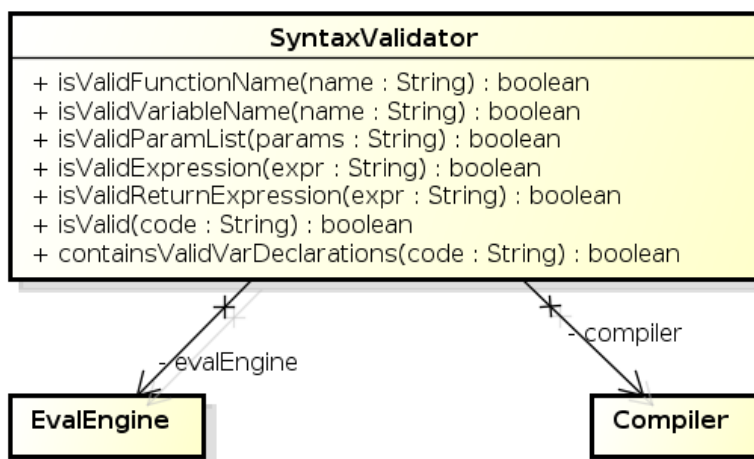 SyntaxValidator
+ isValidFunctionName(name : String) : boolean
+ isValidVariableName(name : String) : boolean
+ isValidParamList(params : String) : boolean
+ isValidExpression(expr : String) : boolean
+ isValidReturnExpression(expr : String) : boolean
+ isValid(code : String) : boolean
+ containsValidVarDeclarations(code : String) : boolean
- compiler
- evalEngine
EvalEngine
Compiler